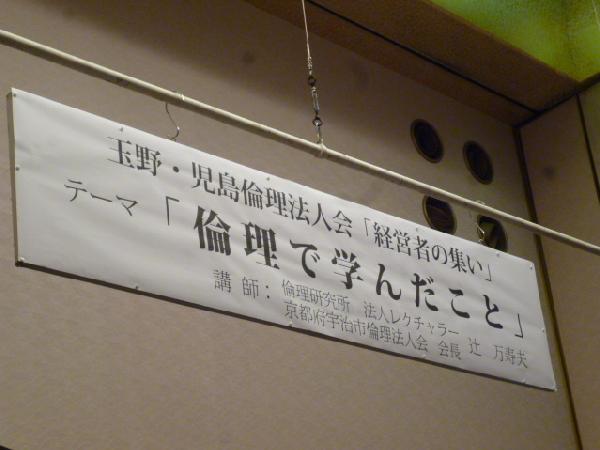 玉野・児島倫理法人会「経営者の集い」
テーマ「倫理で学んだこと」
講師：倫理研究所 法人レクチャラー
京都府宇治市倫理法人会 会長 辻 万寿夫